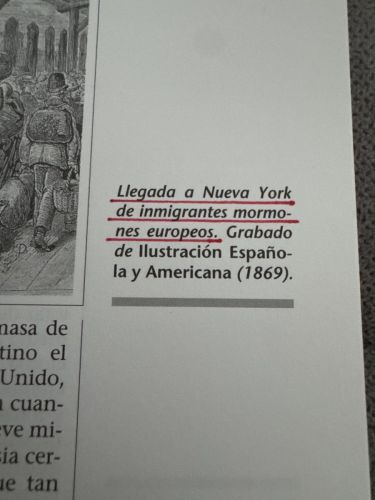 Llegada a Nueva York
de inmigrantes mormo-
nes europeos. Grabado
de Ilustración Españo-
la y Americana (1869).
masa de
tino el
Unido,
cuan-
eve mi-
sia cer-
ue tan